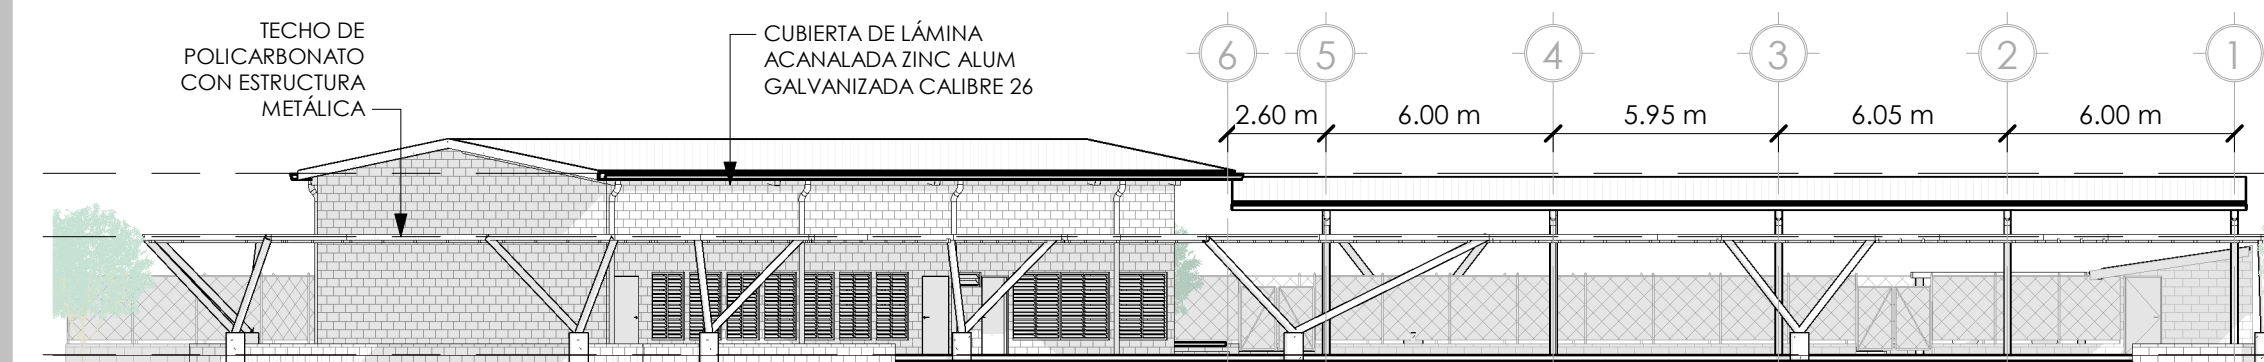 TECHO DE
POLICARBONATO
CON ESTRUCTURA
METÁLICA
CUBIERTA DE LÁMINA
ACANALADA ZINC ALUM
GALVANIZADA CALIBRE 26
6 5 4 3 2 1
2.60 m 6.00 m 5.95 m 6.05 m 6.00 m